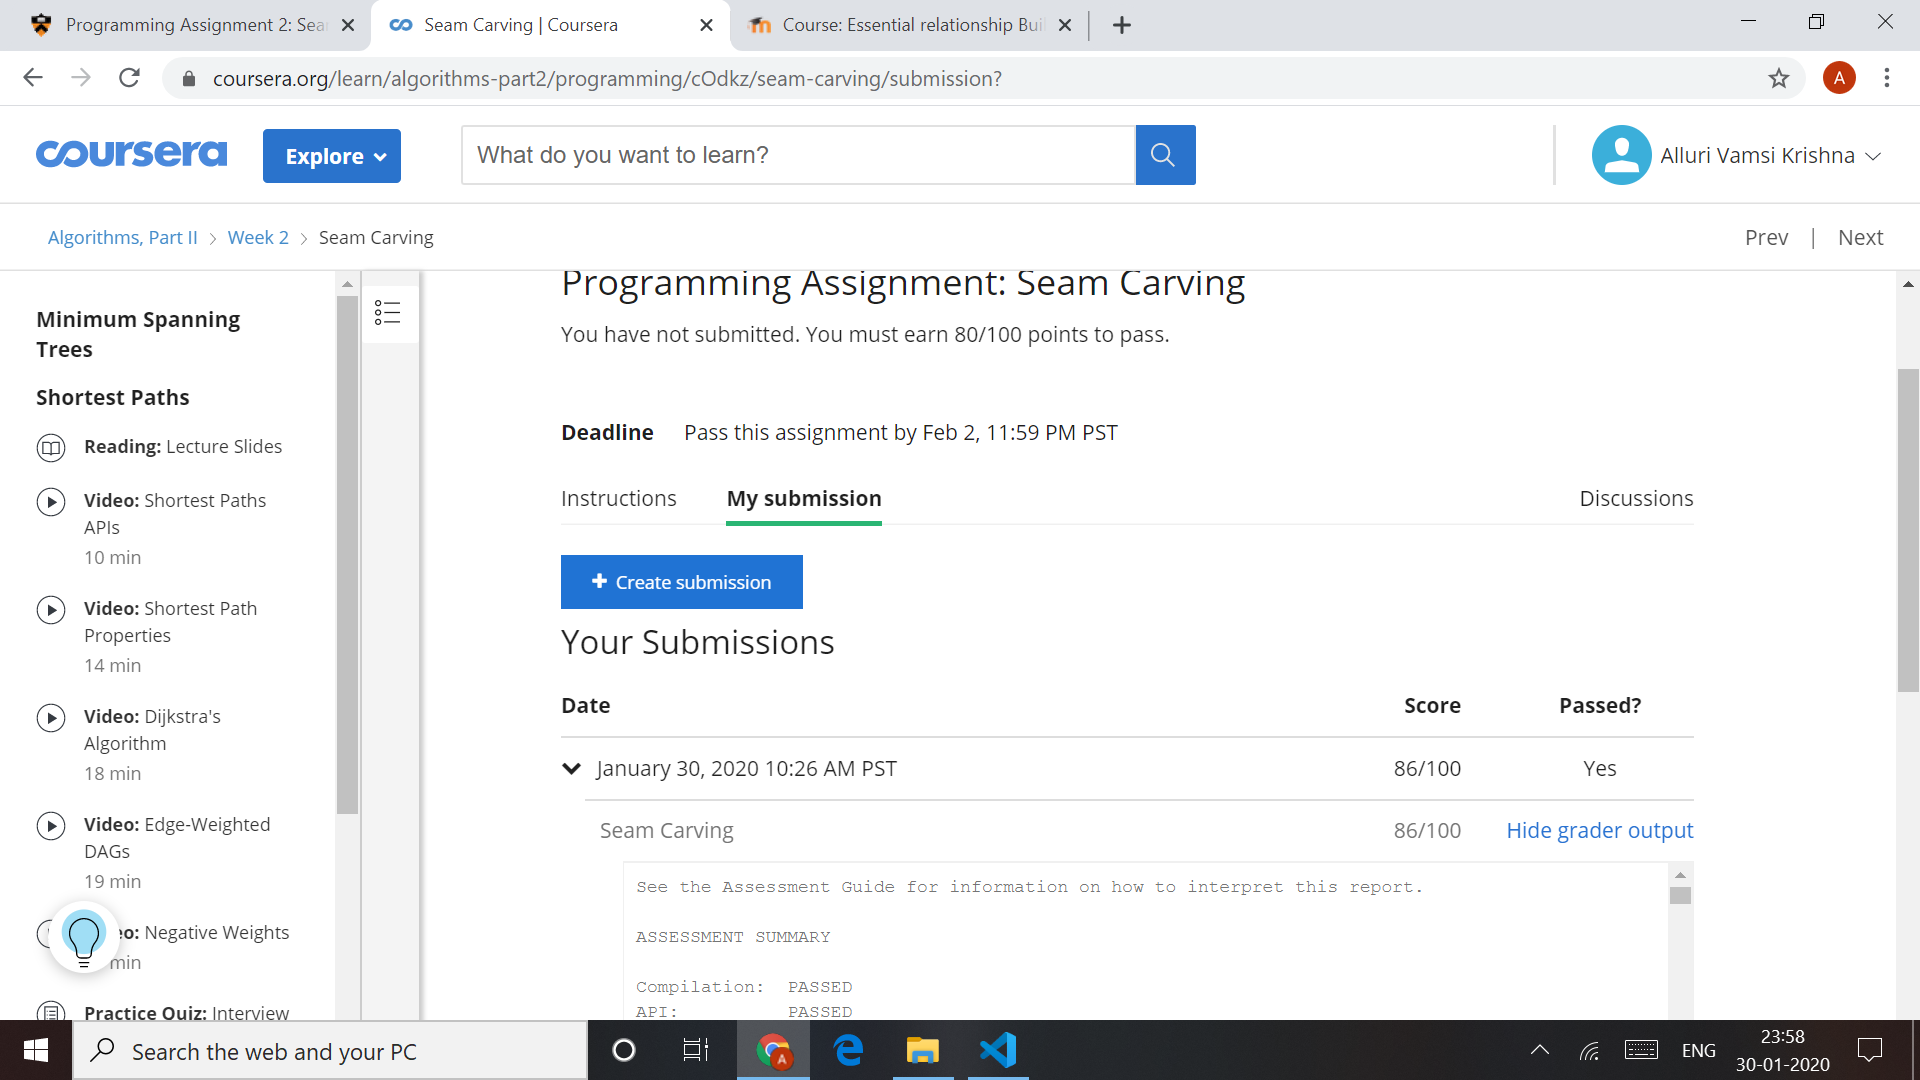 Programming Assignment 2: Sea
Seam Carving | Coursera
Course: Essential relationship Buil
coursera.org/learn/algorithms-part2/programming/cOdkz/seam-carving/submission?
A
coursera
Explore
What do you want to learn?
Alluri Vamsi Krishna
Algorithms, Part II
Week 2
Seam Carving
Prev | Next
Minimum Spanning
Trees
Shortest Paths
Reading: Lecture Slides
Video: Shortest Paths
APIs
10 min
Video: Shortest Path
Properties
14 min
Video: Dijkstra's
Algorithm
18 min
Video: Edge-Weighted
DAGs
19 min
eo: Negative Weights
min
Practice Quiz: Interview
Programming Assignment: Seam Carving
You have not submitted. You must earn 80/100 points to pass.
Deadline Pass this assignment by Feb 2, 11:59 PM PST
Instructions
My submission
Discussions
+ Create submission
Your Submissions
Date Score Passed?
January 30, 2020 10:26 AM PST 86/100 Yes
Seam Carving 86/100 Hide grader output
See the Assessment Guide for information on how to interpret this report.
ASSESSMENT SUMMARY
Compilation: PASSED
API: PASSED
Search the web and your PC
A
ENG
23:58
30-01-2020